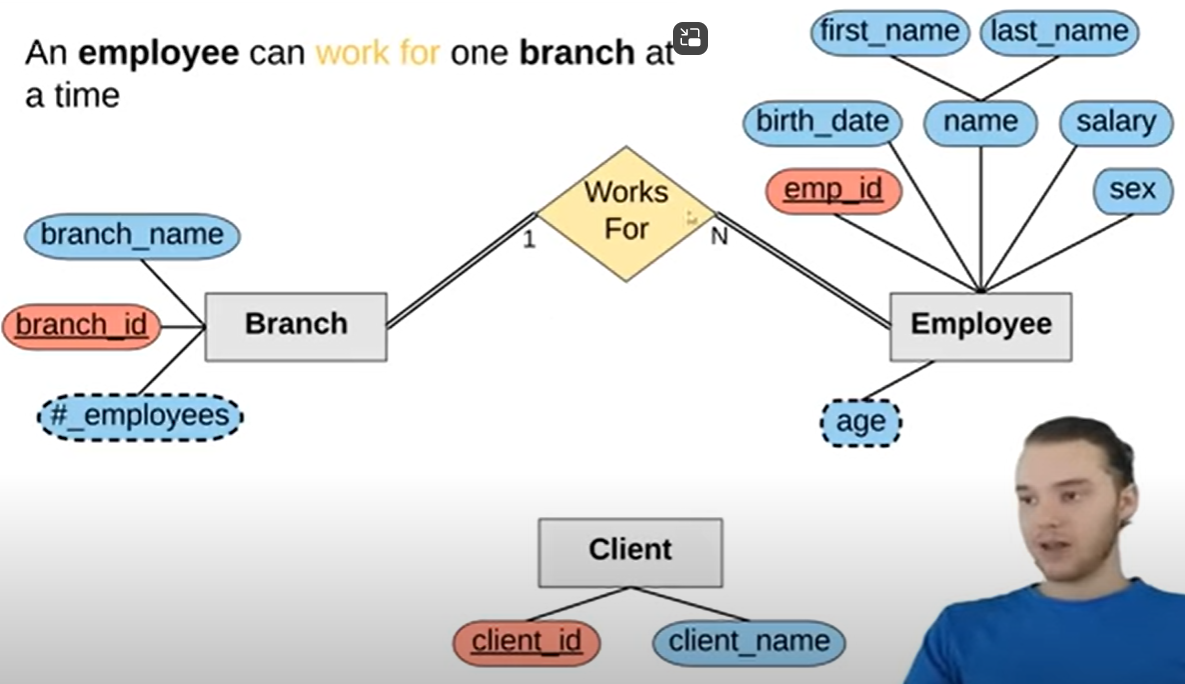 An employee can work for one branch at
a time
first_name
last_name
birth_date
name
salary
emp_id
sex
Works
For
1
N
branch_name
branch_id
Branch
#_employees
Employee
age
Client
client_id
client_name